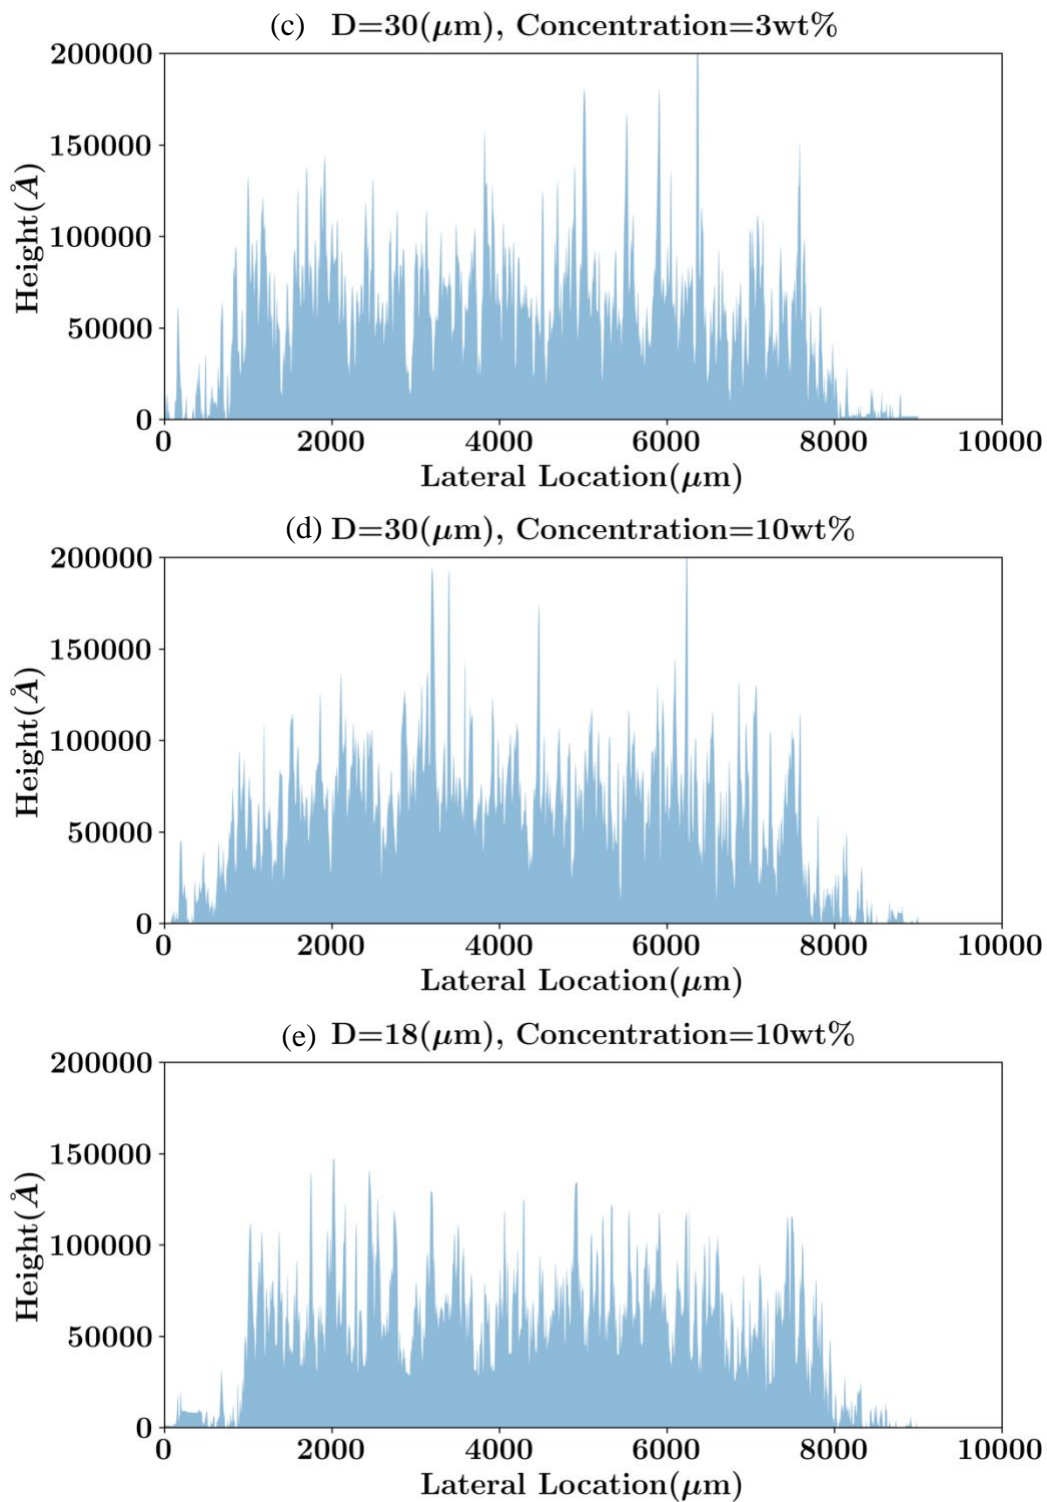 (c) D=30(μm), Concentration=3wt%
200000
150000
100000
50000
0
Height(Å)
0 2000 4000 6000 8000 10000
Lateral Location(μm)
(d) D=30(μm), Concentration=10wt%
200000
150000
100000
50000
0
Height(Å)
0 2000 4000 6000 8000 10000
Lateral Location(μm)
(e) D=18(μm), Concentration=10wt%
200000
150000
100000
50000
0
Height(Å)
0 2000 4000 6000 8000 10000
Lateral Location(μm)